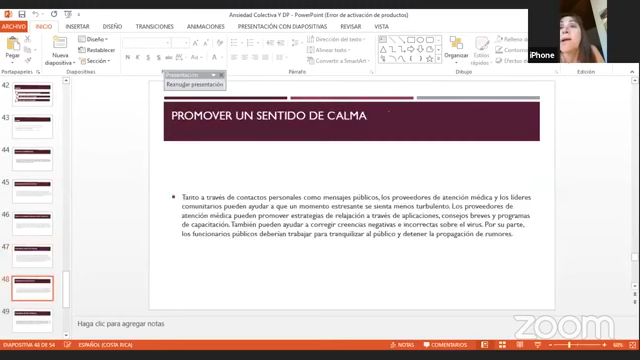 Ansiedad Colectiva Y DP - PowerPoint (Error de activación de productos)
ARCHIVO INICIO INSERTAR DISEÑO TRANSICIONES ANIMACIONES PRESENTACIÓN CON DIAPOSITIVAS REVISAR VISTA
Pegar
Nueva diapositiva
Diseño
Restablecer
Sección
N K S
Dirección del texto
Alinear texto
Convertir a SmartArt
Organizar
Estilos
Relleno de
Contorno
Portapapeles Diapositivas Párrafo Dibujo
iPhone
Presentación
Reanudar presentación
42
43
44
45
46
47
48
49
PROMOVER UN SENTIDO DE CALMA
Tanto a través de contactos personales como mensajes públicos, los proveedores de atención médica y los líderes
comunitarios pueden ayudar a que un momento estresante se sienta menos turbulento. Los proveedores de
atención médica pueden promover estrategias de relajación a través de aplicaciones, consejos breves y programas
de capacitación. También pueden ayudar a corregir creencias negativas e incorrectas sobre el virus. Por su parte,
los funcionarios públicos deberían trabajar para tranquilizar al público y detener la propagación de rumores.
Haga clic para agregar notas
zoom
DIAPOSITIVA 48 DE 54 ESPAÑOL (COSTA RICA) NOTAS COMENTARIOS 68%